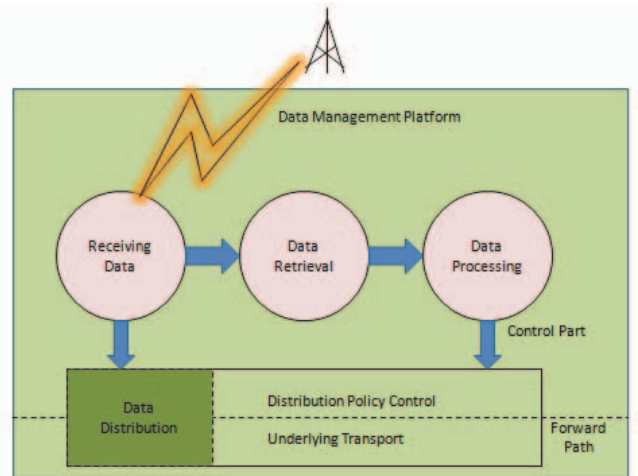 Data Management Platform
Receiving
Data
Data
Retrieval
Data
Processing
Control Part
Data
Distribution
Distribution Policy Control
Underlying Transport
Forward
Path